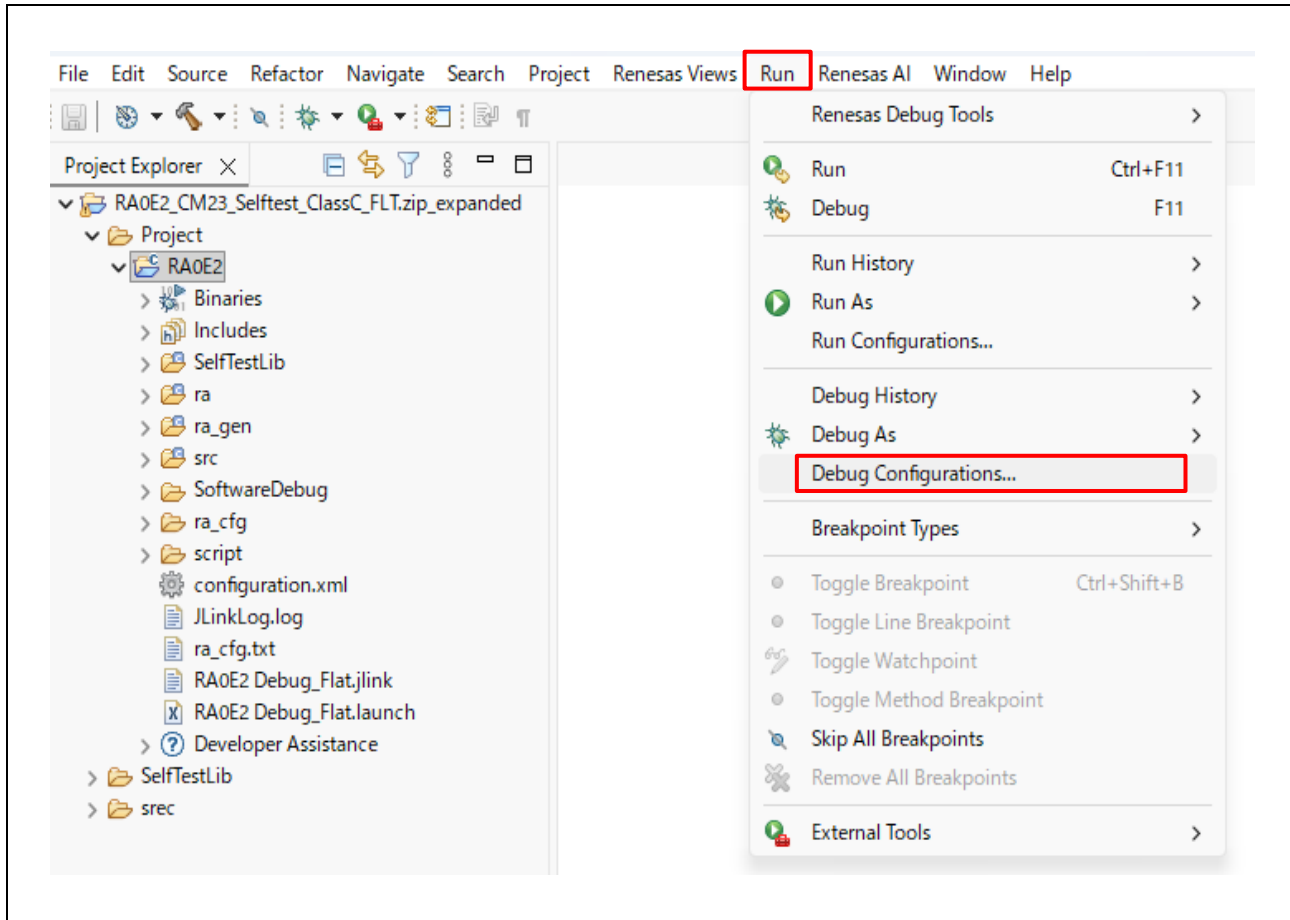 File Edit Source Refactor Navigate Search Project Renesas Views Run Renesas AI Window Help
Project Explorer
RA0E2_CM23_Selftest_ClassC_FLT.zip_expanded
Project
RA0E2
Binaries
Includes
SelfTestLib
ra
ra_gen
src
SoftwareDebug
ra_cfg
script
configuration.xml
JLinkLog.log
ra_cfg.txt
RA0E2 Debug_Flat.jlink
RA0E2 Debug_Flat.launch
Developer Assistance
SelfTestLib
srec
Renesas Debug Tools
Run Ctrl+F11
Debug F11
Run History
Run As
Run Configurations...
Debug History
Debug As
Debug Configurations...
Breakpoint Types
Toggle Breakpoint Ctrl+Shift+B
Toggle Line Breakpoint
Toggle Watchpoint
Toggle Method Breakpoint
Skip All Breakpoints
Remove All Breakpoints
External Tools